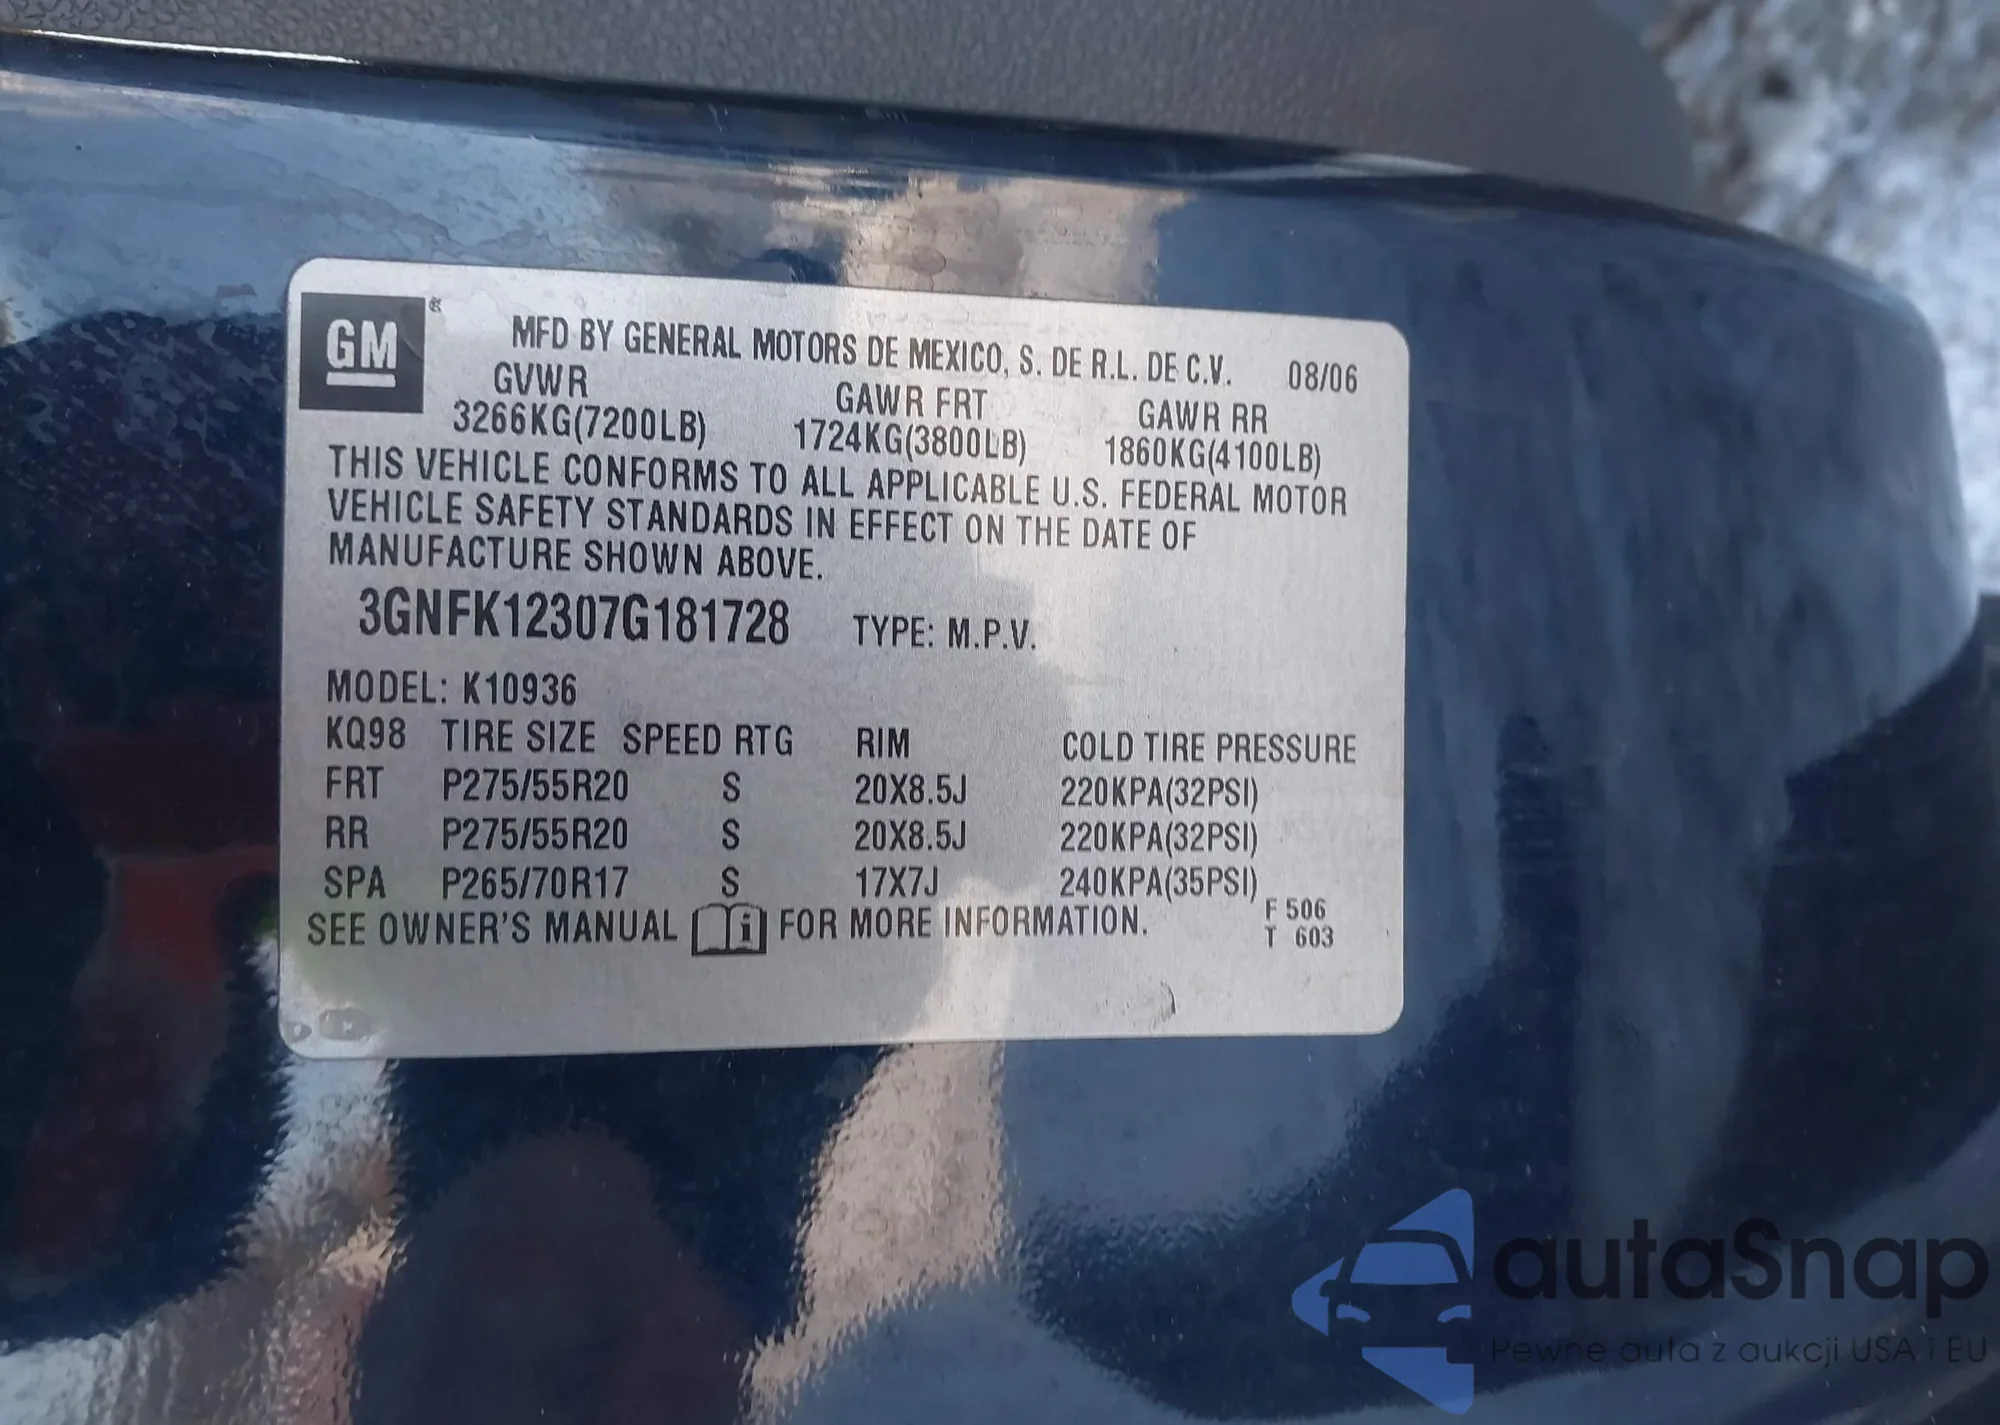 GM ®
MFD BY GENERAL MOTORS DE MEXICO, S. DE R.L. DE C.V. 08/06
GVWR GAWR FRT GAWR RR
3266KG(7200LB) 1724KG(3800LB) 1860KG(4100LB)
THIS VEHICLE CONFORMS TO ALL APPLICABLE U.S. FEDERAL MOTOR
VEHICLE SAFETY STANDARDS IN EFFECT ON THE DATE OF
MANUFACTURE SHOWN ABOVE.
3GNFK12307G181728 TYPE: M.P.V.
MODEL: K10936
KQ98 TIRE SIZE SPEED RTG RIM COLD TIRE PRESSURE
FRT P275/55R20 S 20X8.5J 220KPA(32PSI)
RR P275/55R20 S 20X8.5J 220KPA(32PSI)
SPA P265/70R17 S 17X7J 240KPA(35PSI)
SEE OWNER'S MANUAL i FOR MORE INFORMATION.
F 506
T 603
autaSnap
Pewne auta z aukcji USA i EU